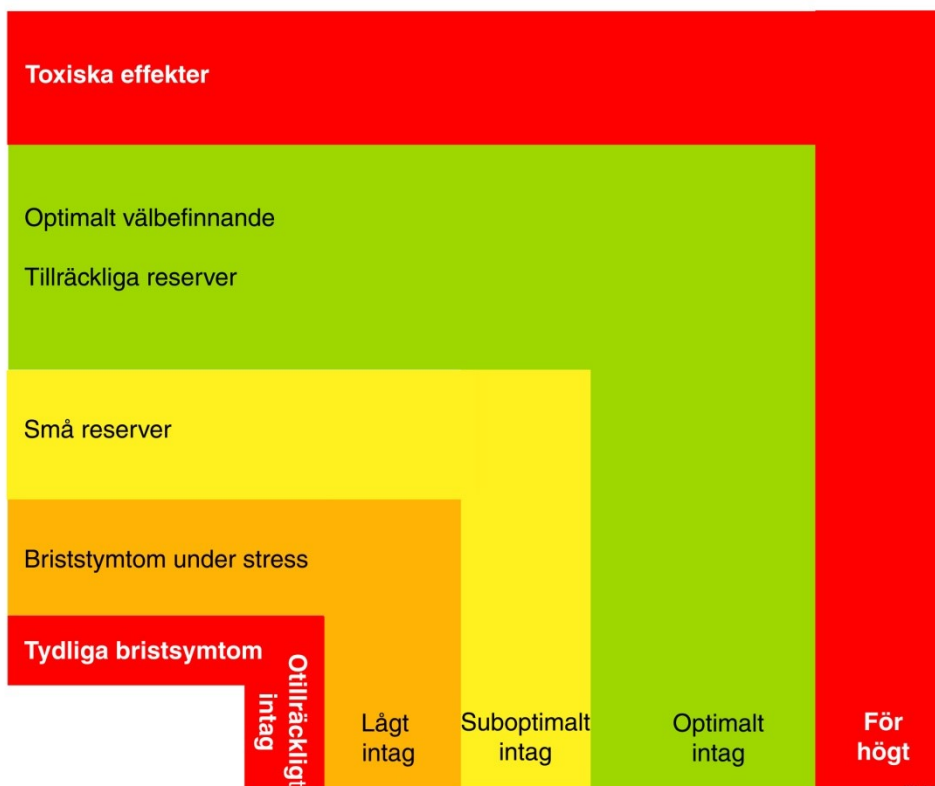 Toxiska effekter
Optimalt välbefinnande
Tillräckliga reserver
Små reserver
Briststymtom under stress
Tydliga bristsymtom
Otillräckligt
intag
Lågt
intag
Suboptimalt
intag
Optimalt
intag
För
högt